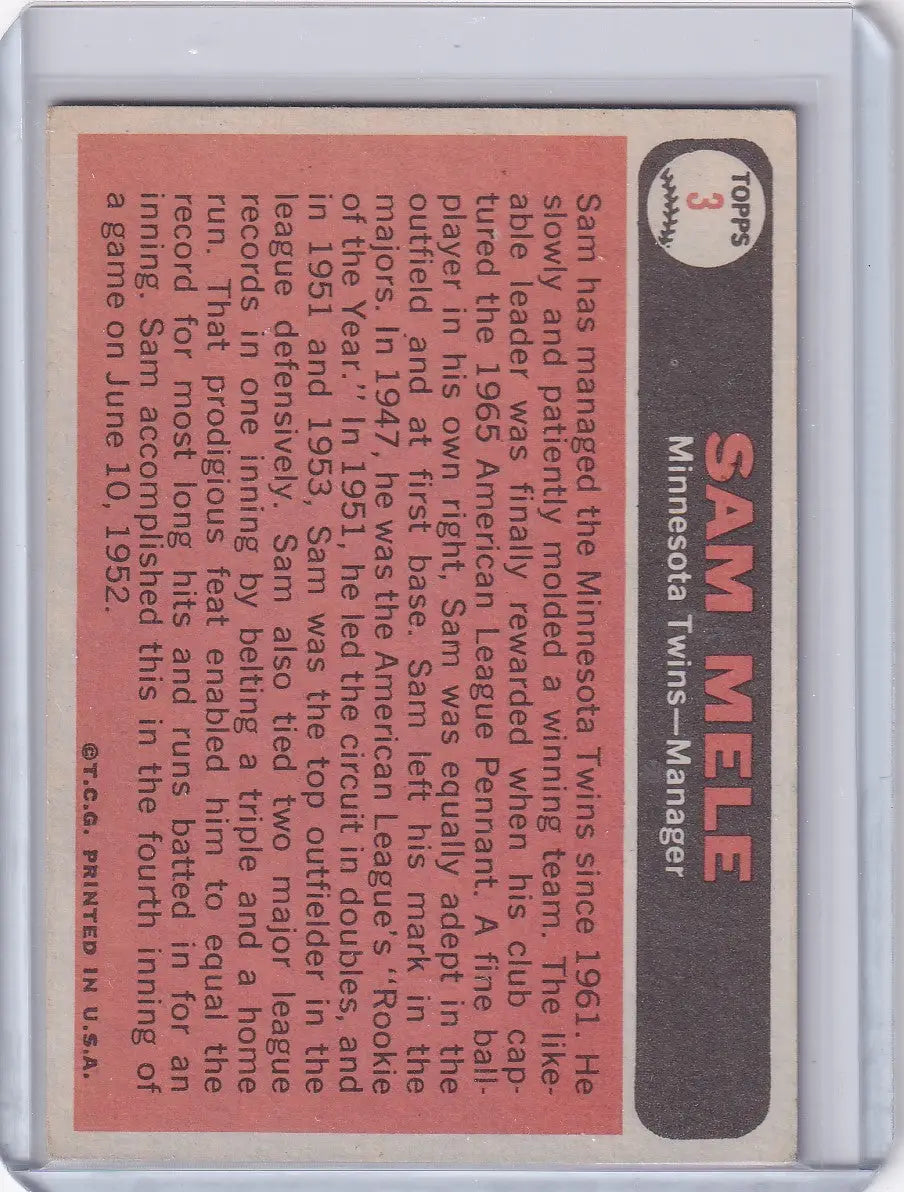 TOPPS
3
SAM MELE
Minnesota Twins—Manager
Sam has managed the Minnesota Twins since 1961. He
slowly and patiently molded a winning team. The like-
able leader was finally rewarded when his club cap-
tured the 1965 American League Pennant. A fine ball-
player in his own right, Sam was equally adept in the
outfield and at first base. Sam left his mark in the
majors. In 1947, he was the American League's "Rookie
of the Year." In 1951, he led the circuit in doubles, and
in 1951 and 1953, Sam was the top outfielder in the
league defensively. Sam also tied two major league
records in one inning by belting a triple and a home
run. That prodigious feat enabled him to equal the
record for most long hits and runs batted in for an
inning. Sam accomplished this in the fourth inning of
a game on June 10, 1952.
©T.C.G. PRINTED IN U.S.A.